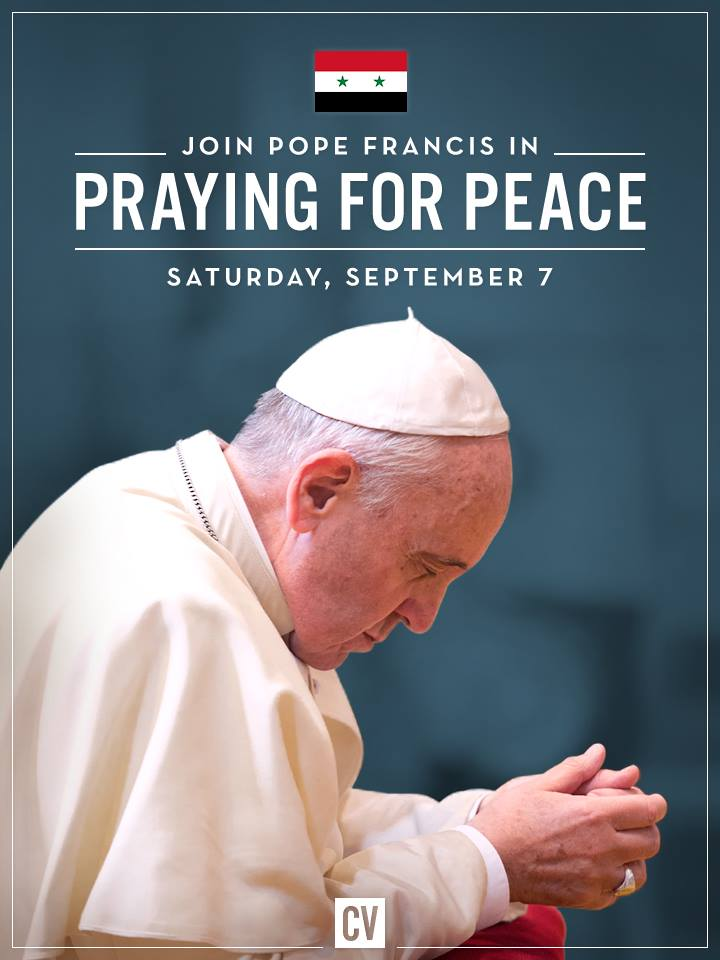 JOIN POPE FRANCIS IN
PRAYING FOR PEACE
SATURDAY, SEPTEMBER 7
CV